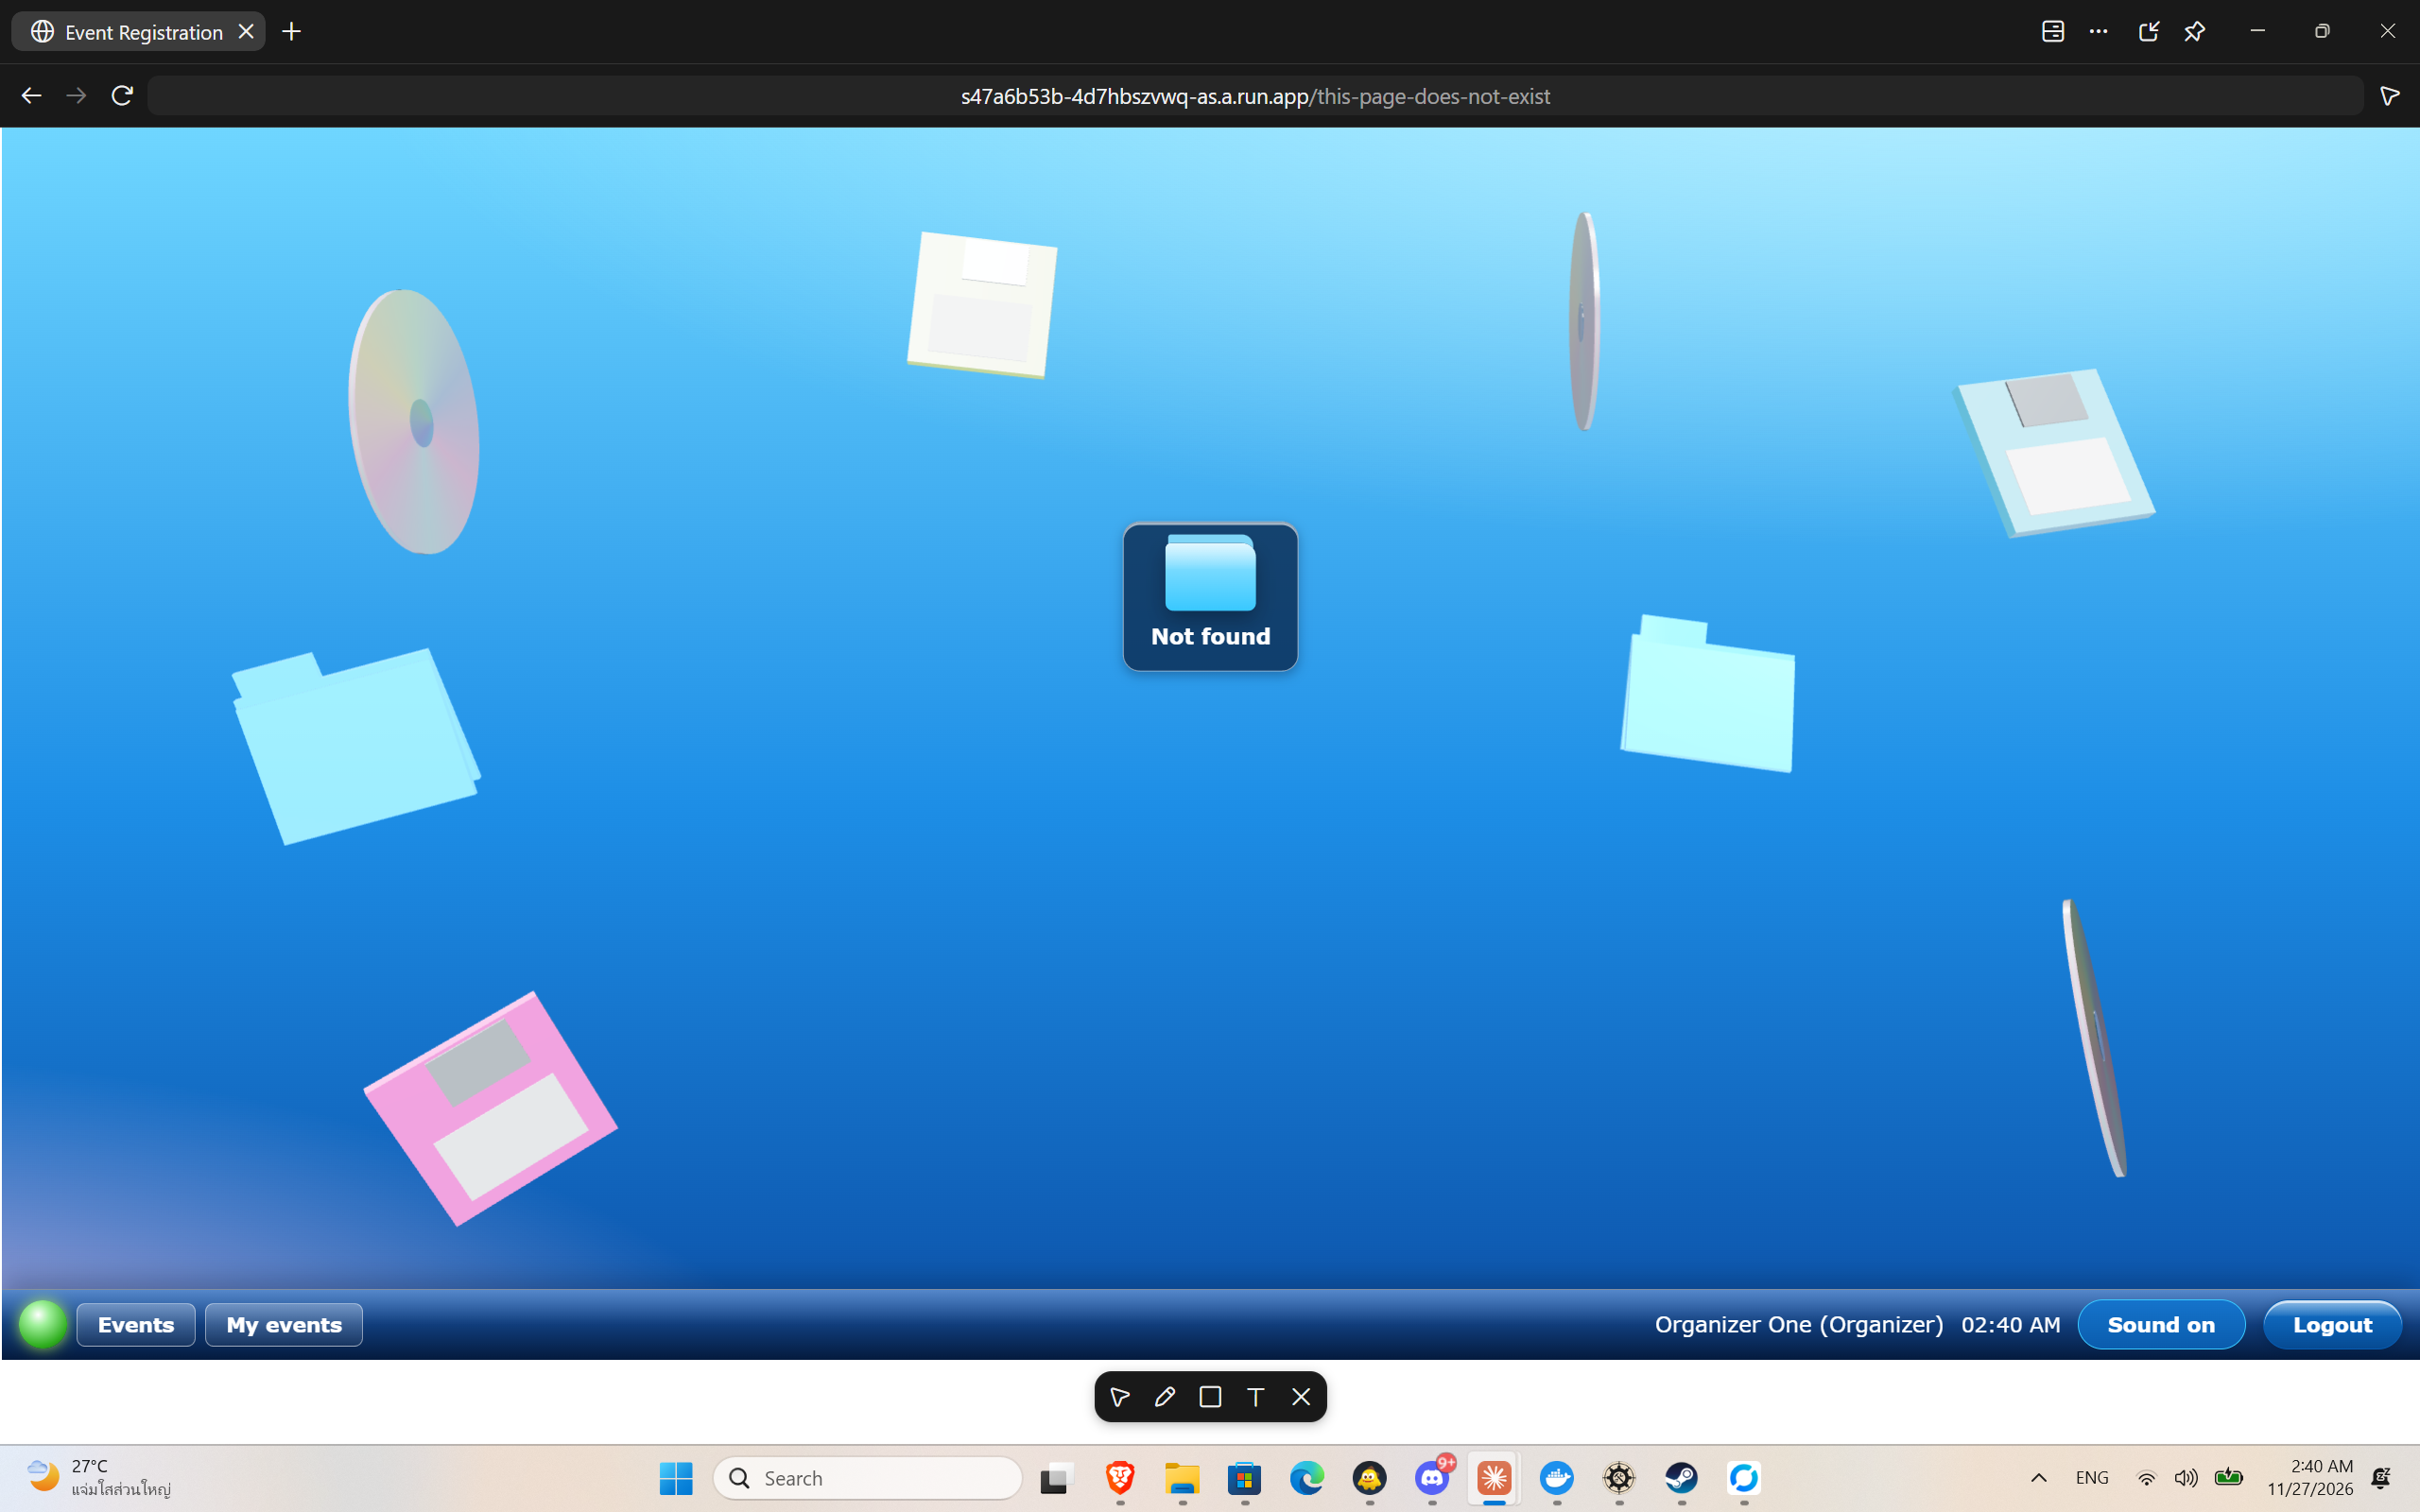 Event Registration
s47a6b53b-4d7hbszvwq-as.a.run.app/this-page-does-not-exist
Not found
Events
My events
Organizer One (Organizer)
02:40 AM
Sound on
Logout
T
27°C
แจ่มใสส่วนใหญ่
Search
9+
ENG
2:40 AM
11/27/2026